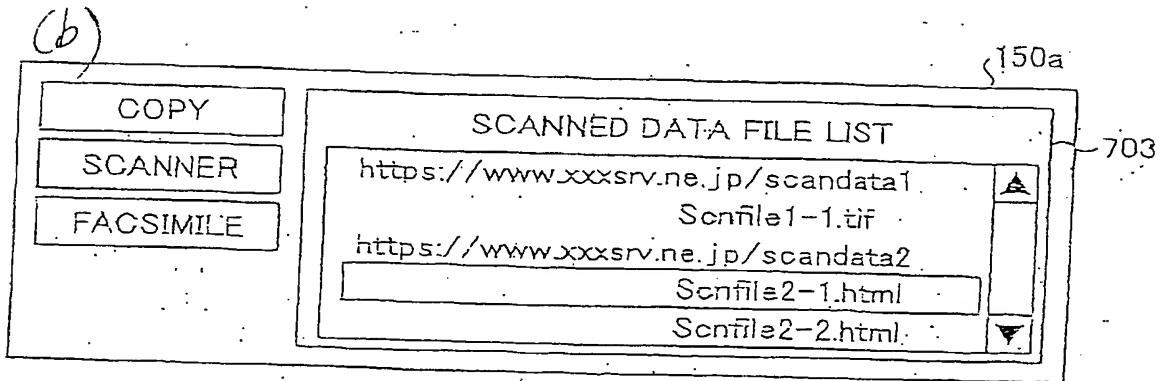 (b)
150a
COPY
SCANNER
FACSIMILE
SCANNED DATA FILE LIST
703
https://www.xxxsrv.ne.jp/scandata1
Scnfile1-1.tif
https://www.xxxsrv.ne.jp/scandata2
Scnfile2-1.html
Scnfile2-2.html